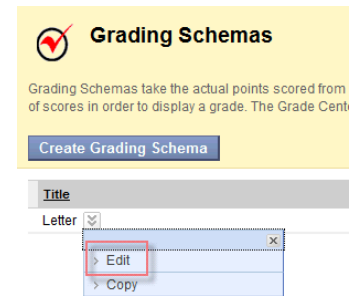 Grading Schemas
Grading Schemas take the actual points scored from
of scores in order to display a grade. The Grade Cent
Create Grading Schema
Title
Letter
> Edit
> Copy